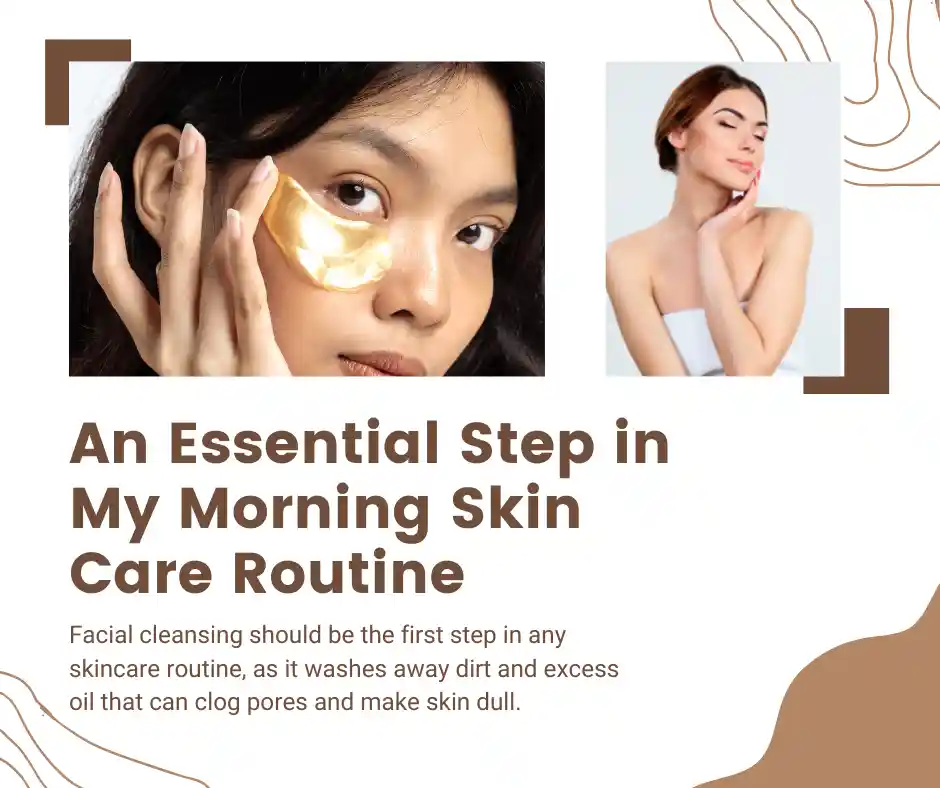 An Essential Step in
My Morning Skin
Care Routine
Facial cleansing should be the first step in any
skincare routine, as it washes away dirt and excess
oil that can clog pores and make skin dull.